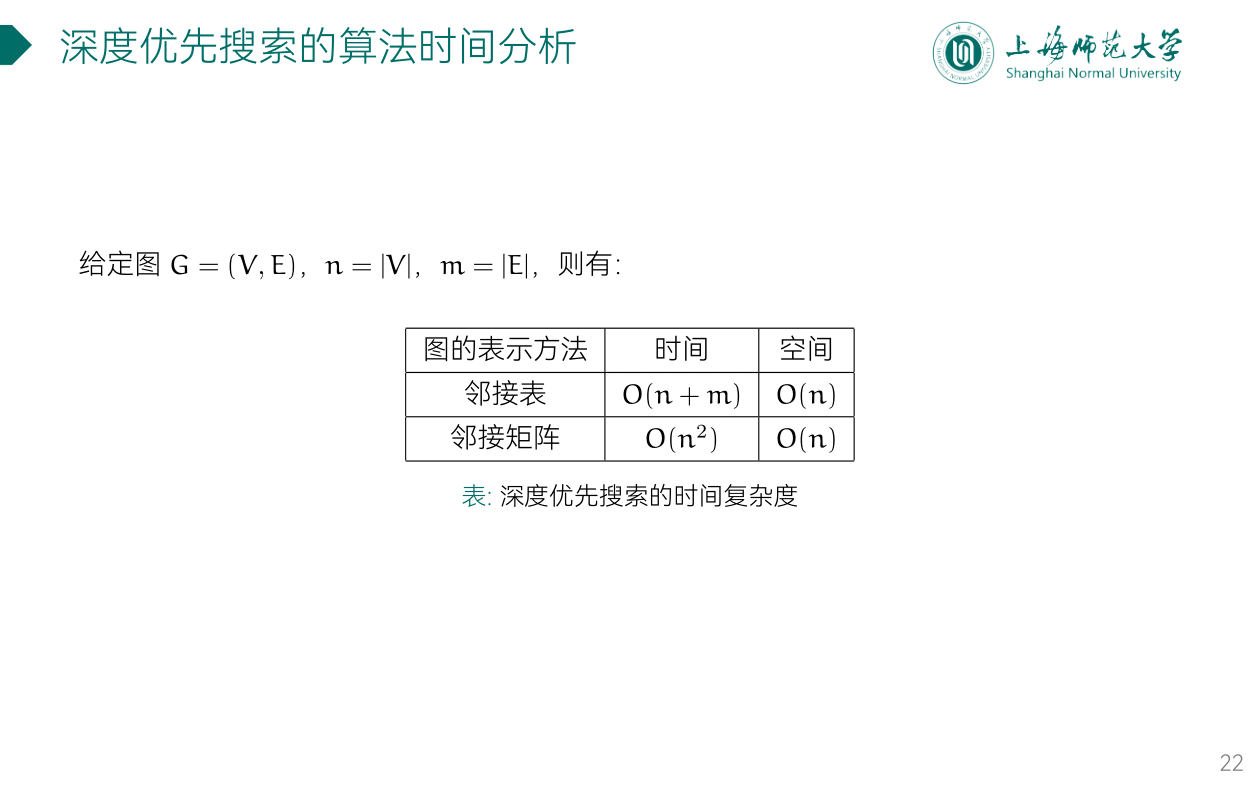 深度优先搜索的算法时间分析
上海师范大学
Shanghai Normal University
给定图 G = (V, E)，n = |V|，m = |E|，则有：
图的表示方法 时间 空间
邻接表 O(n + m) O(n)
邻接矩阵 O(n²) O(n)
表: 深度优先搜索的时间复杂度
22